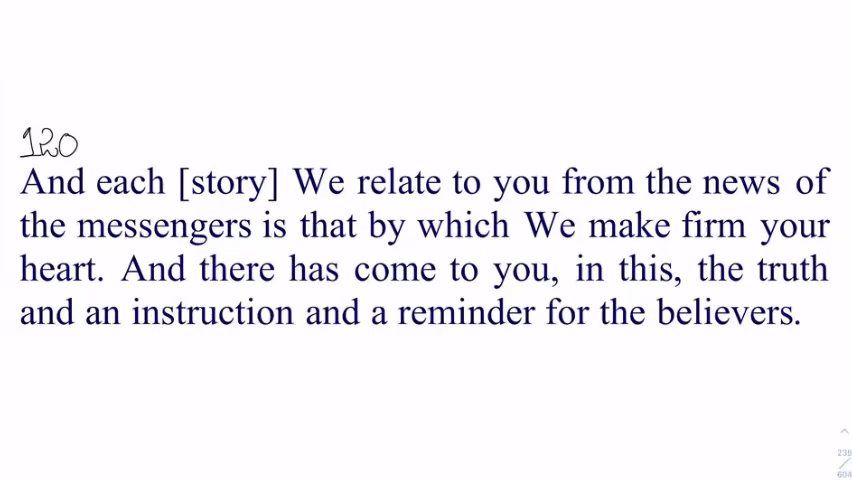 120
And each [story] We relate to you from the news of
the messengers is that by which We make firm your
heart. And there has come to you, in this, the truth
and an instruction and a reminder for the believers.
235
/
604